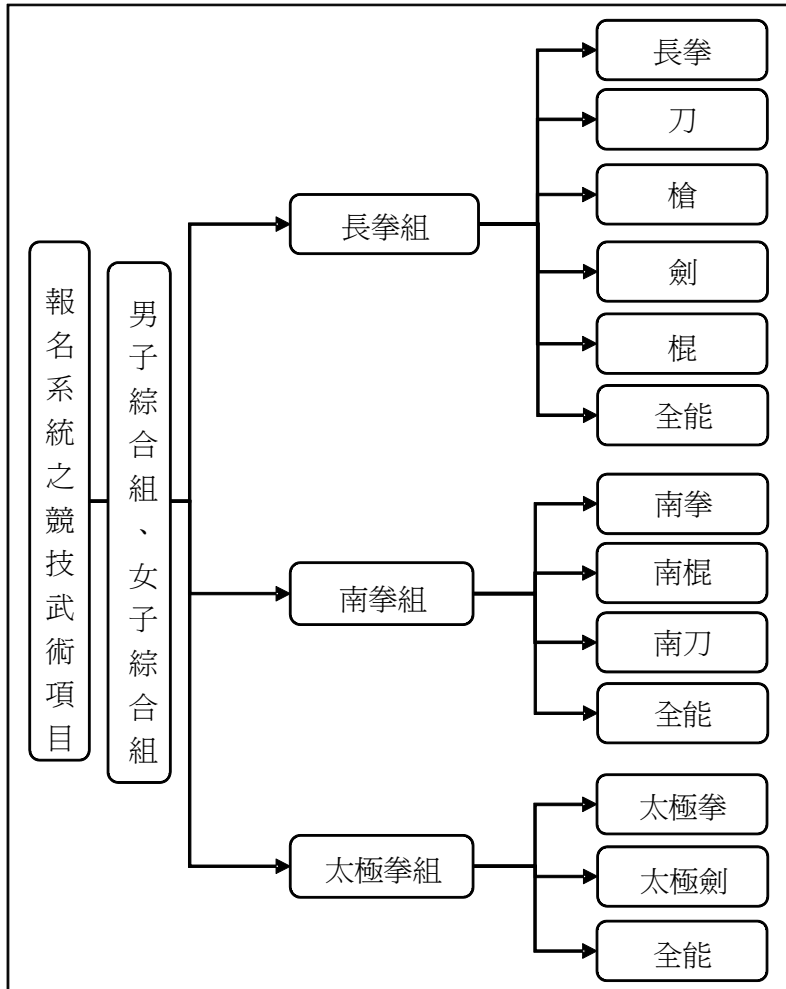 報名系統之競技武術項目
男子綜合組、女子綜合組
長拳組
長拳
刀
槍
劍
棍
全能
南拳組
南拳
南棍
南刀
全能
太極拳組
太極拳
太極劍
全能